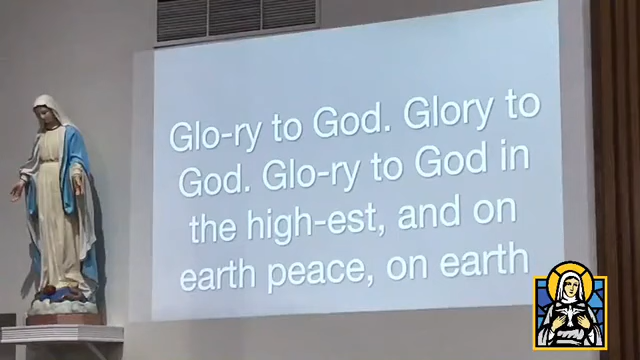 Glo-ry to God. Glory to
God. Glo-ry to God in
the high-est, and on
earth peace, on earth